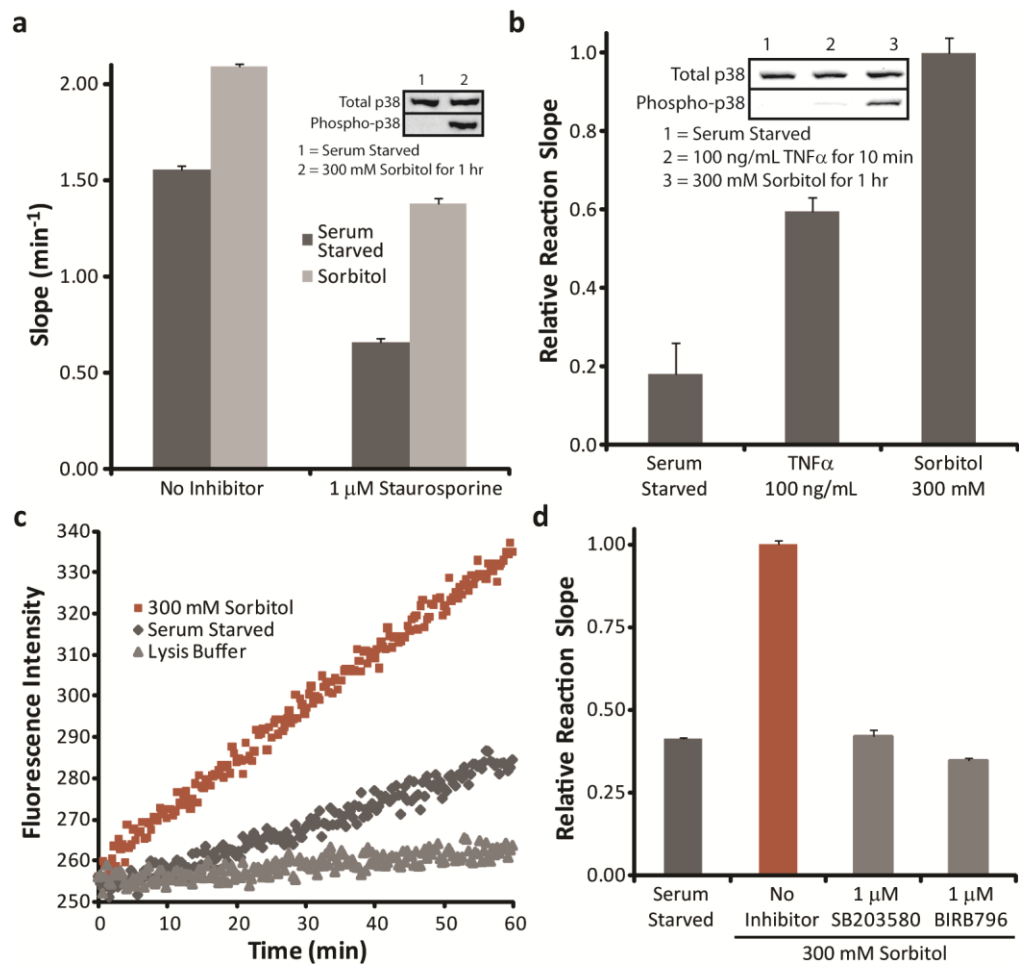 a
Slope (min-1)
2.00
1.50
1.00
0.50
0.00
1 2
Total p38
Phospho-p38
1 = Serum Starved
2 = 300 mM Sorbitol for 1 hr
Serum
Starved
Sorbitol
No Inhibitor
1 μM Staurosporine
b
Relative Reaction Slope
1.0
0.8
0.6
0.4
0.2
0.0
1 2 3
Total p38
Phospho-p38
1 = Serum Starved
2 = 100 ng/mL TNFα for 10 min
3 = 300 mM Sorbitol for 1 hr
Serum
Starved
TNFα
100 ng/mL
Sorbitol
300 mM
c
Fluorescence Intensity
340
330
320
310
300
290
280
270
260
250
300 mM Sorbitol
Serum Starved
Lysis Buffer
0 10 20 30 40 50 60
Time (min)
d
Relative Reaction Slope
1.00
0.75
0.50
0.25
0.00
Serum
Starved
No
Inhibitor
1 μM
SB203580
1 μM
BIRB796
300 mM Sorbitol